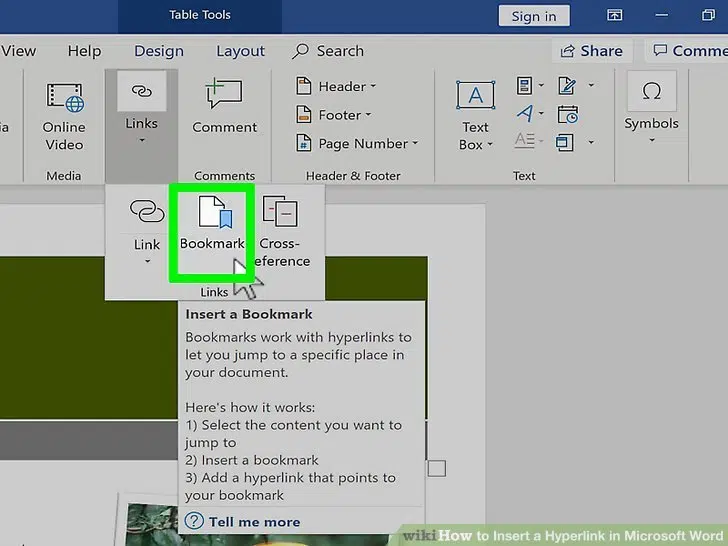 Table Tools
Sign in
View Help Design Layout Search Share Comme
Online
Video
Media
Links
Comment
Comments
Header
Footer
Page Number
Header & Footer
Text
Box
Text
Symbols
Link
Bookmark
Cross-
eference
Links
Insert a Bookmark
Bookmarks work with hyperlinks to
let you jump to a specific place in
your document.
Here's how it works:
1) Select the content you want to
jump to
2) Insert a bookmark
3) Add a hyperlink that points to
your bookmark
Tell me more
wikiHow to Insert a Hyperlink in Microsoft Word